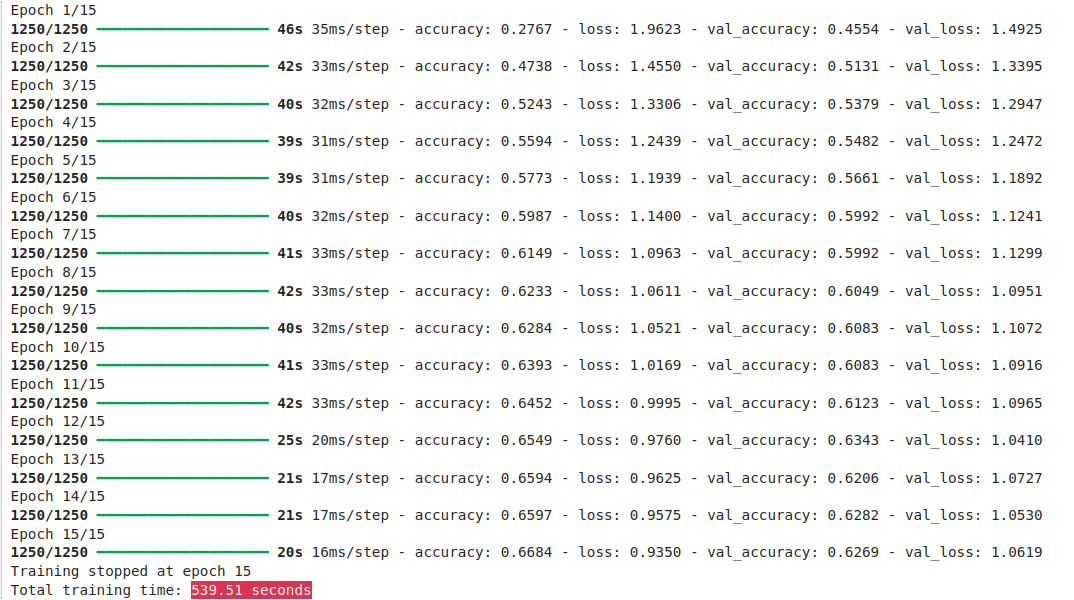 Epoch 1/15
1250/1250 46s 35ms/step - accuracy: 0.2767 - loss: 1.9623 - val_accuracy: 0.4554 - val_loss: 1.4925
Epoch 2/15
1250/1250 42s 33ms/step - accuracy: 0.4738 - loss: 1.4550 - val_accuracy: 0.5131 - val_loss: 1.3395
Epoch 3/15
1250/1250 40s 32ms/step - accuracy: 0.5243 - loss: 1.3306 - val_accuracy: 0.5379 - val_loss: 1.2947
Epoch 4/15
1250/1250 39s 31ms/step - accuracy: 0.5594 - loss: 1.2439 - val_accuracy: 0.5482 - val_loss: 1.2472
Epoch 5/15
1250/1250 39s 31ms/step - accuracy: 0.5773 - loss: 1.1939 - val_accuracy: 0.5661 - val_loss: 1.1892
Epoch 6/15
1250/1250 40s 32ms/step - accuracy: 0.5987 - loss: 1.1400 - val_accuracy: 0.5992 - val_loss: 1.1241
Epoch 7/15
1250/1250 41s 33ms/step - accuracy: 0.6149 - loss: 1.0963 - val_accuracy: 0.5992 - val_loss: 1.1299
Epoch 8/15
1250/1250 42s 33ms/step - accuracy: 0.6233 - loss: 1.0611 - val_accuracy: 0.6049 - val_loss: 1.0951
Epoch 9/15
1250/1250 40s 32ms/step - accuracy: 0.6284 - loss: 1.0521 - val_accuracy: 0.6083 - val_loss: 1.1072
Epoch 10/15
1250/1250 41s 33ms/step - accuracy: 0.6393 - loss: 1.0169 - val_accuracy: 0.6083 - val_loss: 1.0916
Epoch 11/15
1250/1250 42s 33ms/step - accuracy: 0.6452 - loss: 0.9995 - val_accuracy: 0.6123 - val_loss: 1.0965
Epoch 12/15
1250/1250 25s 20ms/step - accuracy: 0.6549 - loss: 0.9760 - val_accuracy: 0.6343 - val_loss: 1.0410
Epoch 13/15
1250/1250 21s 17ms/step - accuracy: 0.6594 - loss: 0.9625 - val_accuracy: 0.6206 - val_loss: 1.0727
Epoch 14/15
1250/1250 21s 17ms/step - accuracy: 0.6597 - loss: 0.9575 - val_accuracy: 0.6282 - val_loss: 1.0530
Epoch 15/15
1250/1250 20s 16ms/step - accuracy: 0.6684 - loss: 0.9350 - val_accuracy: 0.6269 - val_loss: 1.0619
Training stopped at epoch 15
Total training time: 539.51 seconds